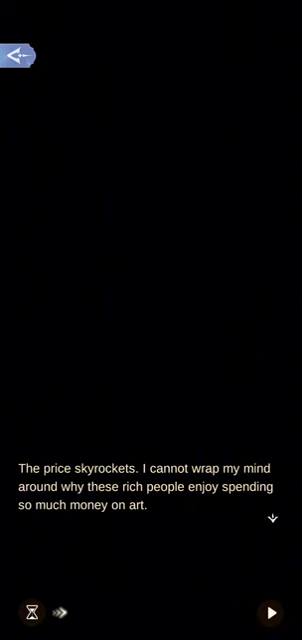 The price skyrockets. I cannot wrap my mind
around why these rich people enjoy spending
so much money on art.